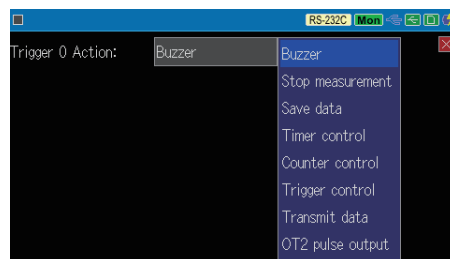 RS-232C Mon
Trigger 0 Action: Buzzer
Buzzer
Stop measurement
Save data
Timer control
Counter control
Trigger control
Transmit data
OT2 pulse output